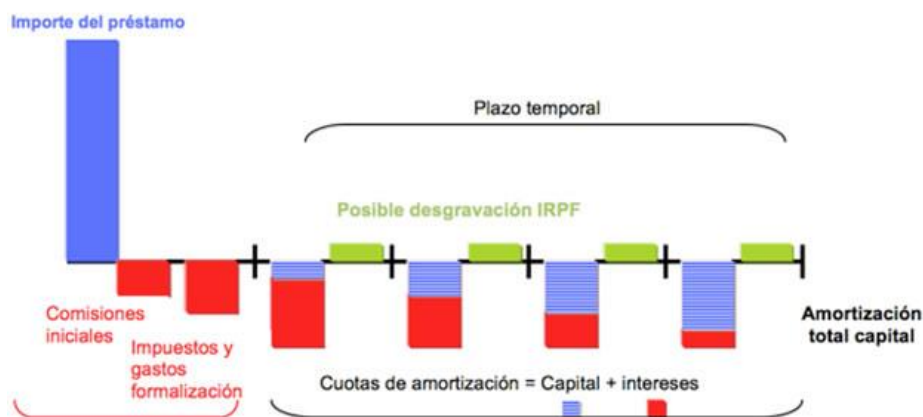 Importe del préstamo
Plazo temporal
Posible desgravación IRPF
Comisiones
iniciales
Impuestos y
gastos
formalización
Amortización
total capital
Cuotas de amortización = Capital + intereses